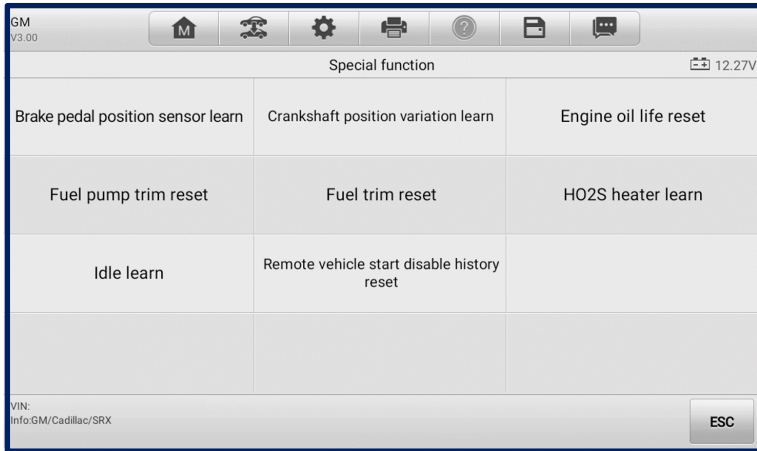 GM
V3.00
M
?
Special function
12.27V
Brake pedal position sensor learn
Crankshaft position variation learn
Engine oil life reset
Fuel pump trim reset
Fuel trim reset
HO2S heater learn
Idle learn
Remote vehicle start disable history
reset
VIN:
Info:GM/Cadillac/SRX
ESC